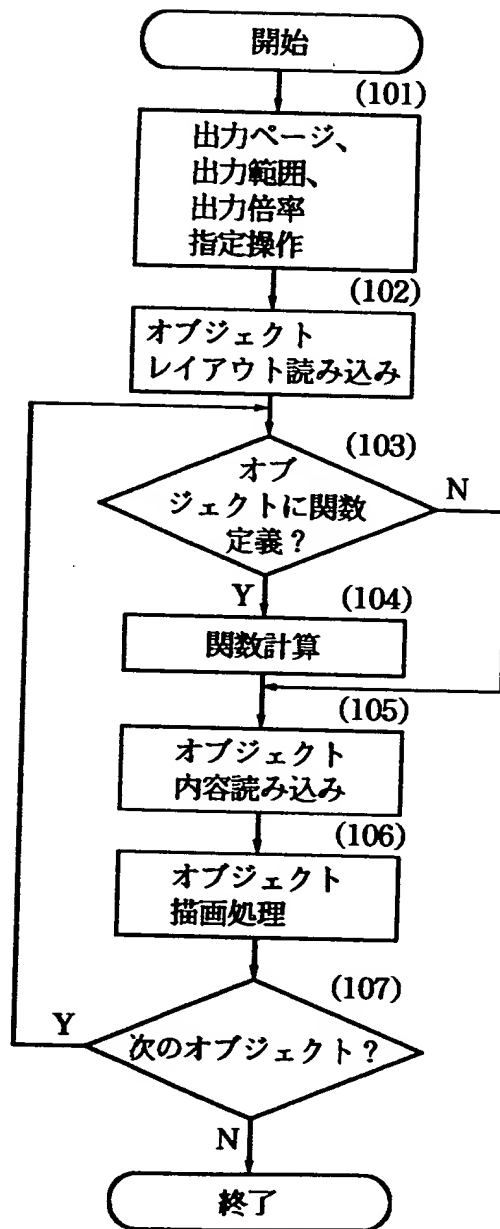 開始
(101)
出力ページ、
出力範囲、
出力倍率
指定操作
(102)
オブジェクト
レイアウト読み込み
(103)
オブ
ジェクトに関数
定義？
N
Y
(104)
関数計算
(105)
オブジェクト
内容読み込み
(106)
オブジェクト
描画処理
(107)
Y
次のオブジェクト？
N
終了